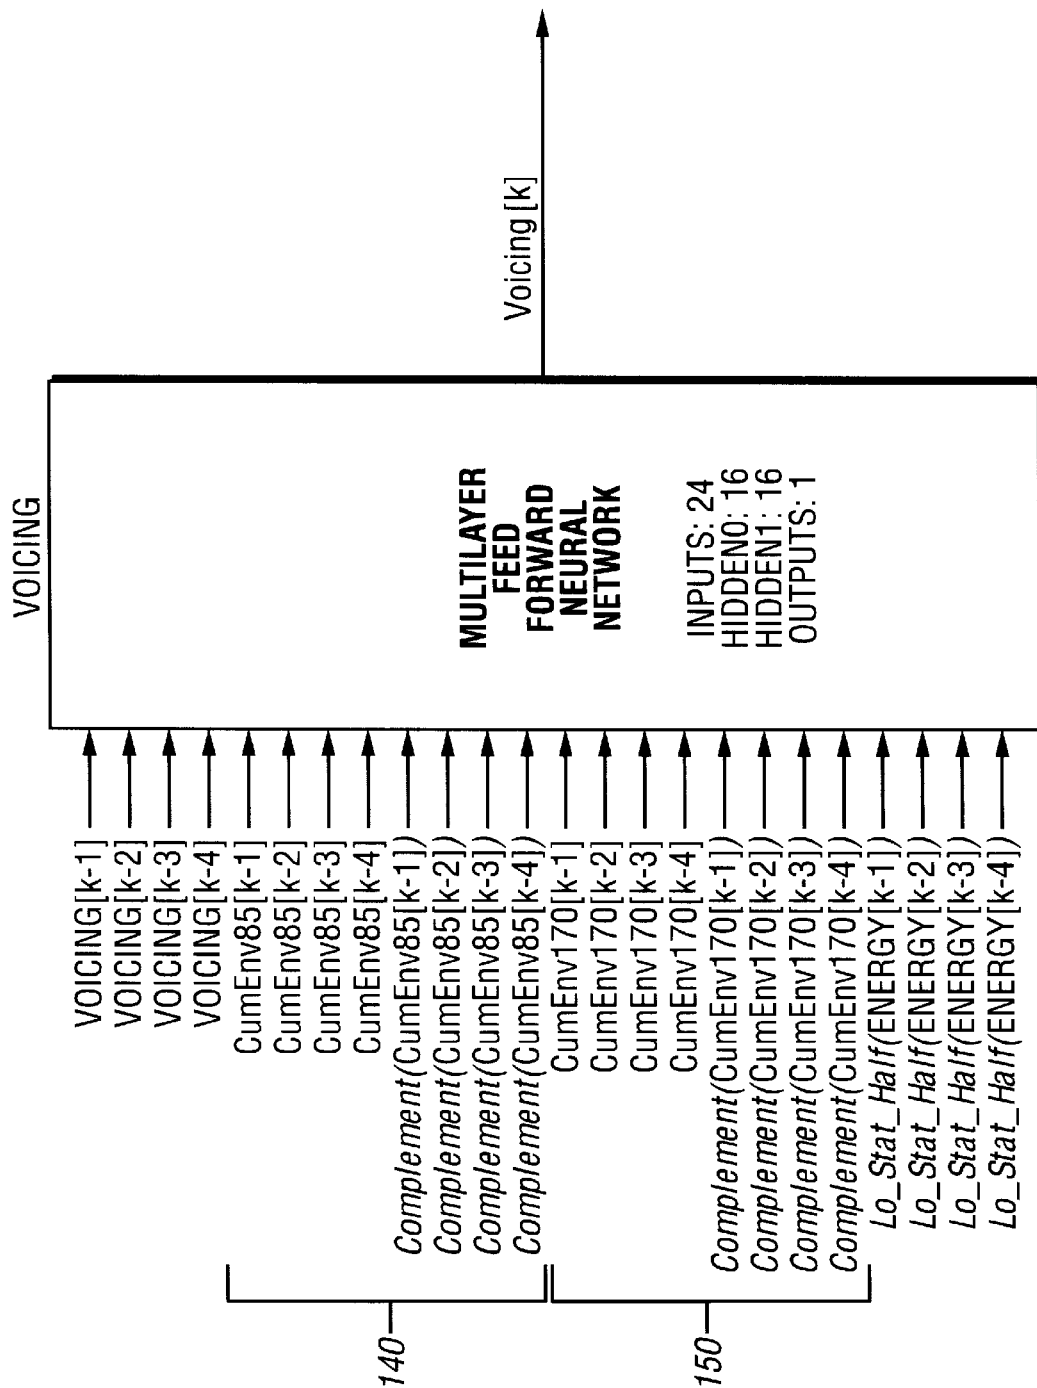 VOICING
VOICING[k-1]
VOICING[k-2]
VOICING[k-3]
VOICING[k-4]
CumEnv85[k-1]
CumEnv85[k-2]
CumEnv85[k-3]
CumEnv85[k-4]
Complement(CumEnv85[k-1])
Complement(CumEnv85[k-2])
Complement(CumEnv85[k-3])
Complement(CumEnv85[k-4])
CumEnv170[k-1]
CumEnv170[k-2]
CumEnv170[k-3]
CumEnv170[k-4]
Complement(CumEnv170[k-1])
Complement(CumEnv170[k-2])
Complement(CumEnv170[k-3])
Complement(CumEnv170[k-4])
Lo_Stat_Half(ENERGY[k-1])
Lo_Stat_Half(ENERGY[k-2])
Lo_Stat_Half(ENERGY[k-3])
Lo_Stat_Half(ENERGY[k-4])
140
150
MULTILAYER
FEED
FORWARD
NEURAL
NETWORK
INPUTS: 24
HIDDEN0: 16
HIDDEN1: 16
OUTPUTS: 1
Voicing [k]